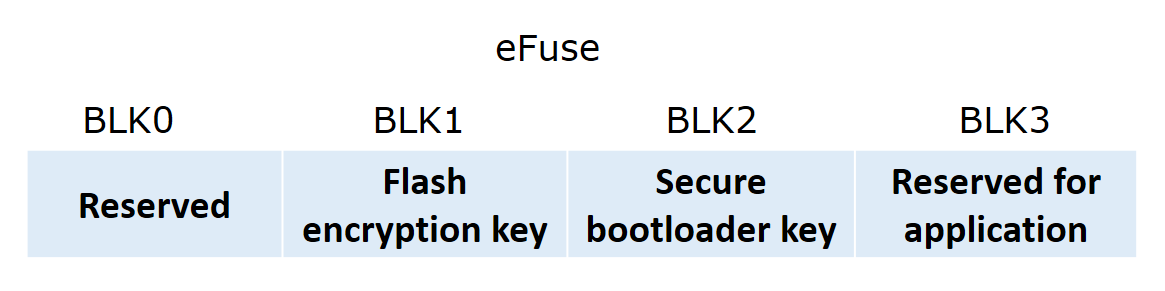 eFuse
BLK0 BLK1 BLK2 BLK3
Reserved
Flash
encryption key
Secure
bootloader key
Reserved for
application